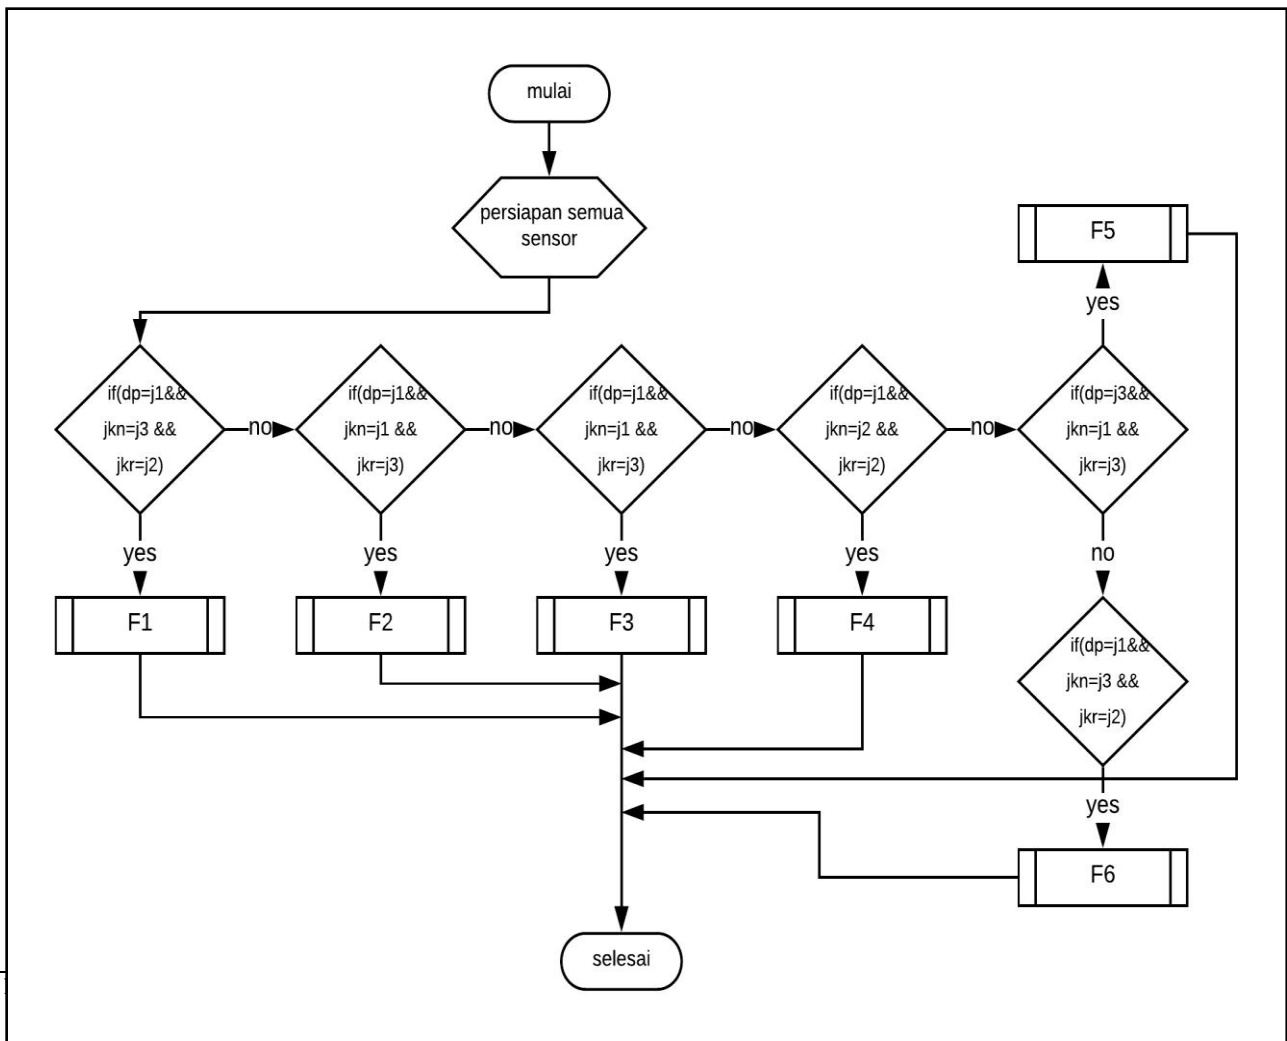 mulai
persiapan semua
sensor
F5
yes
if(dp=j1&&
jkn=j3 &&
jkr=j2)
no
if(dp=j1&&
jkn=j1 &&
jkr=j3)
no
if(dp=j1&&
jkn=j1 &&
jkr=j3)
no
if(dp=j1&&
jkn=j2 &&
jkr=j2)
no
if(dp=j3&&
jkn=j1 &&
jkr=j3)
yes
yes
yes
yes
no
F1
F2
F3
F4
if(dp=j1&&
jkn=j3 &&
jkr=j2)
yes
F6
selesai